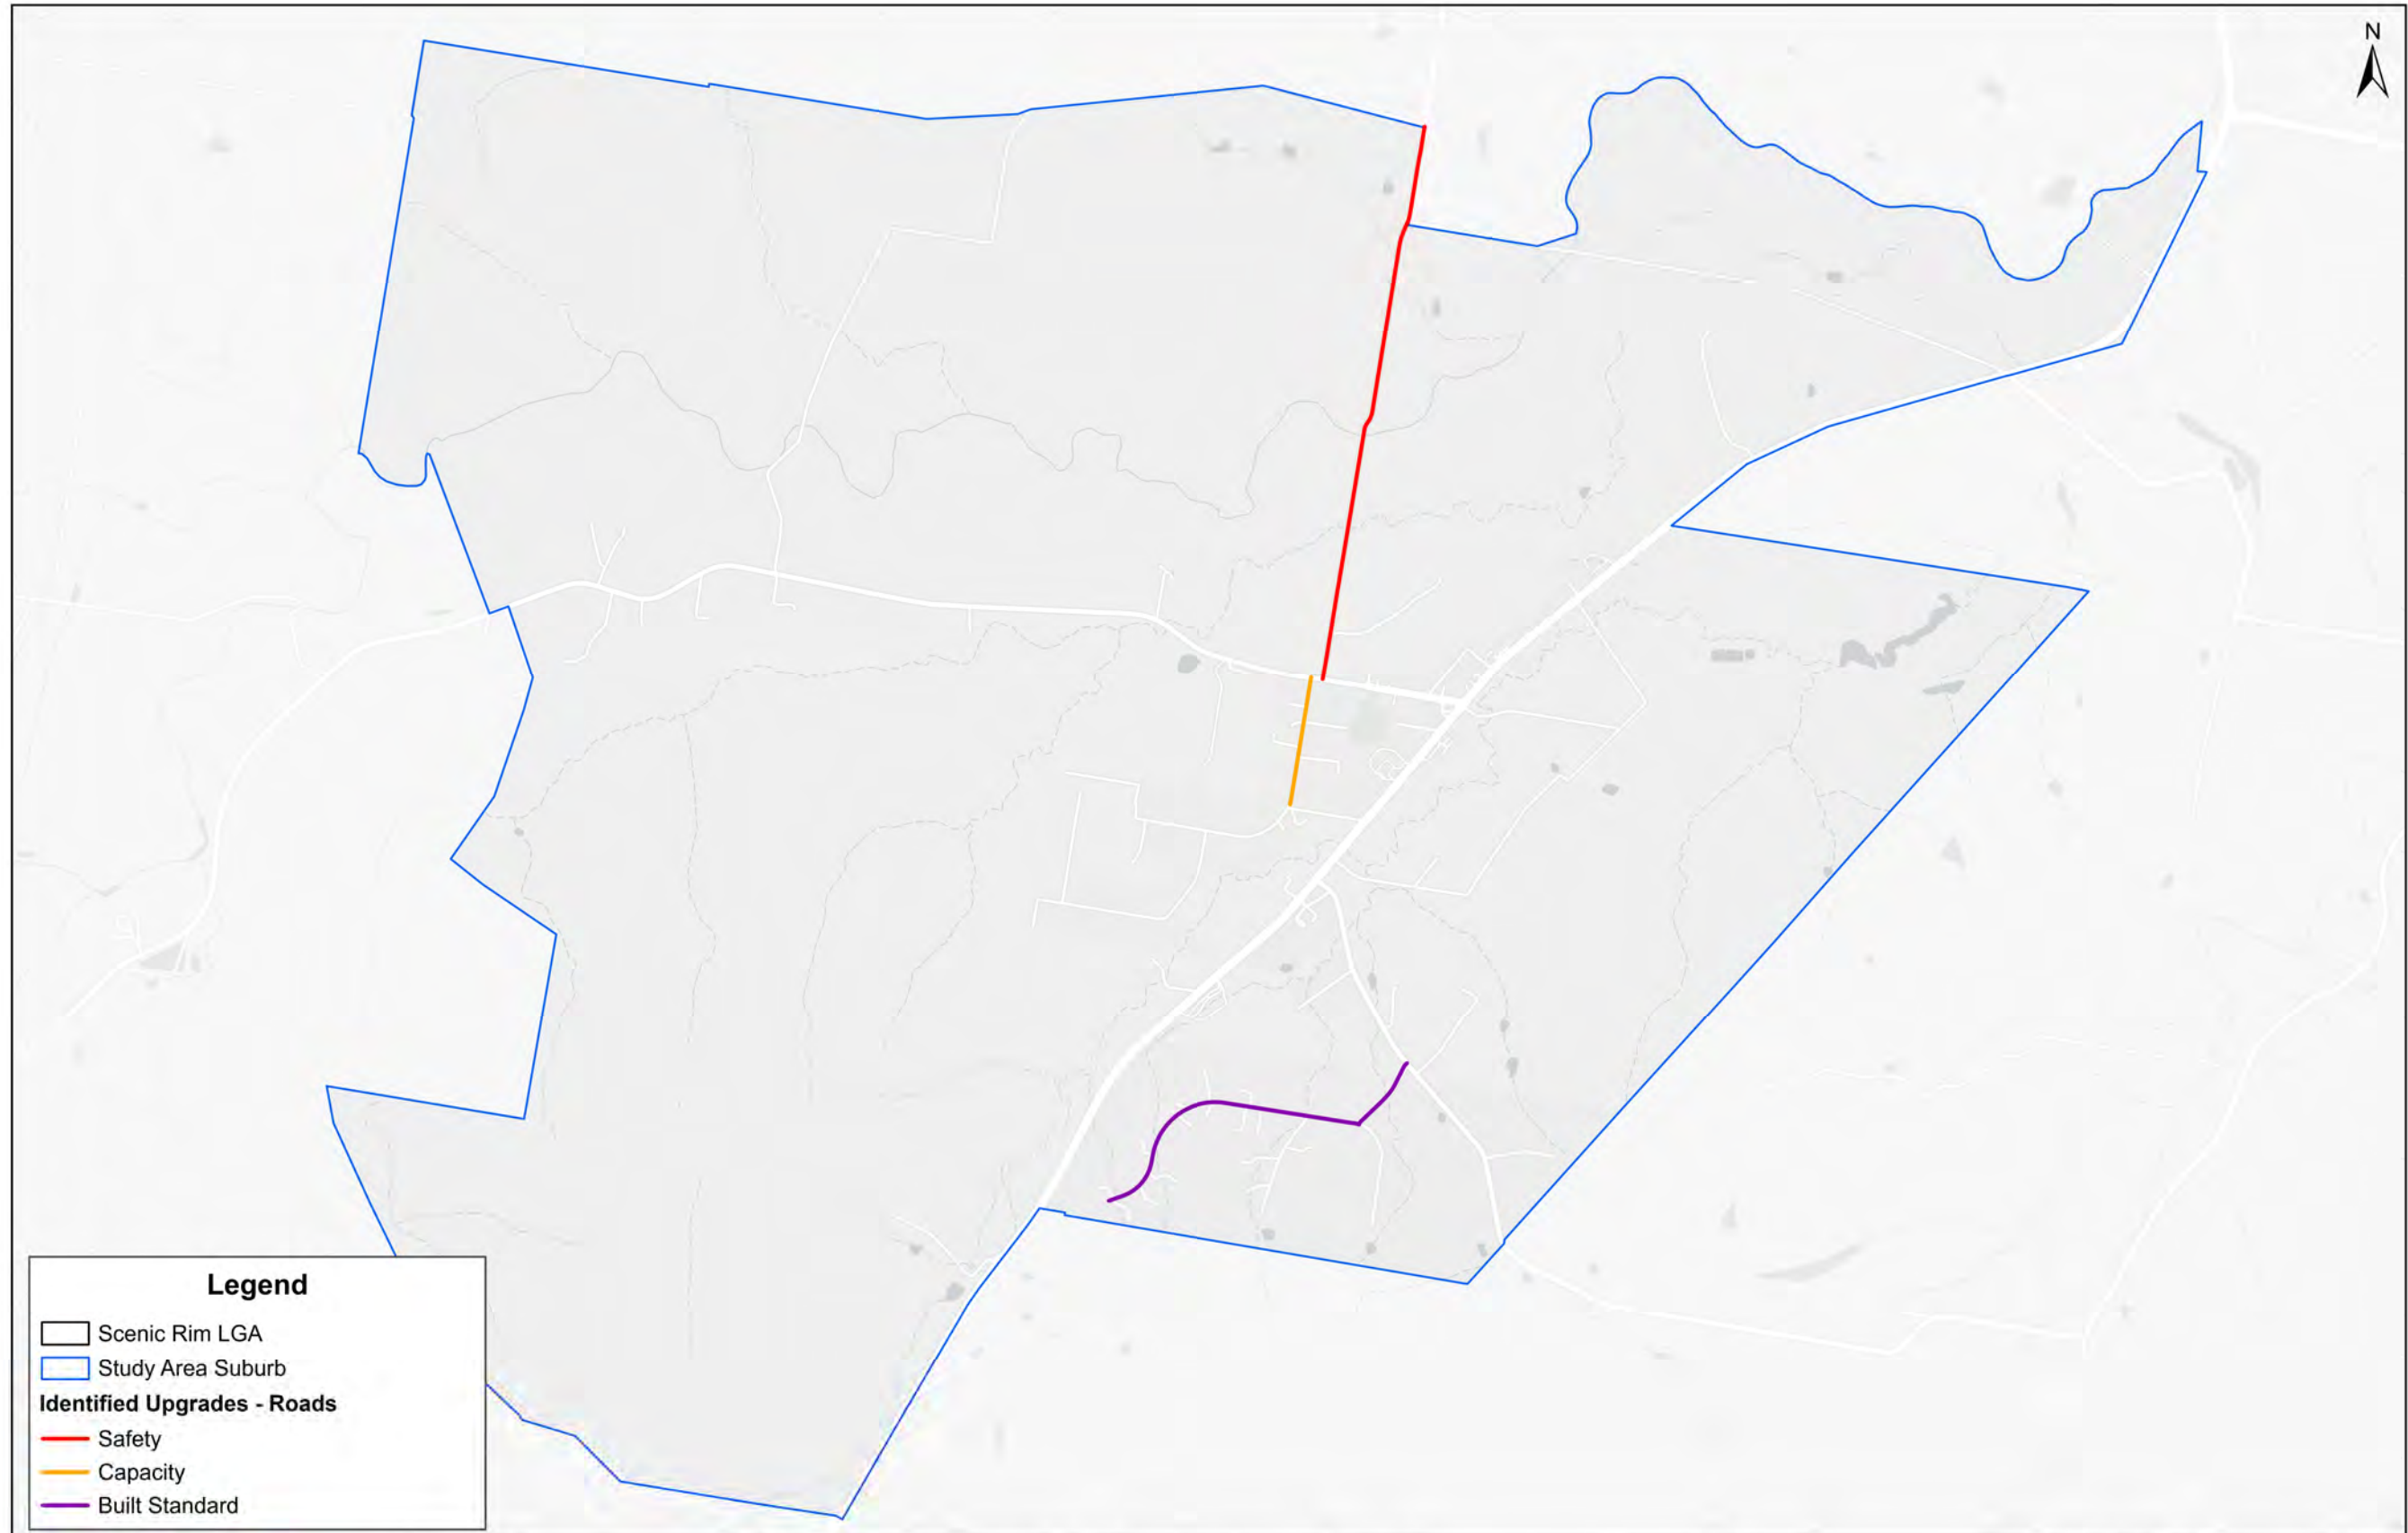 N
Legend
Scenic Rim LGA
Study Area Suburb
Identified Upgrades - Roads
Safety
Capacity
Built Standard